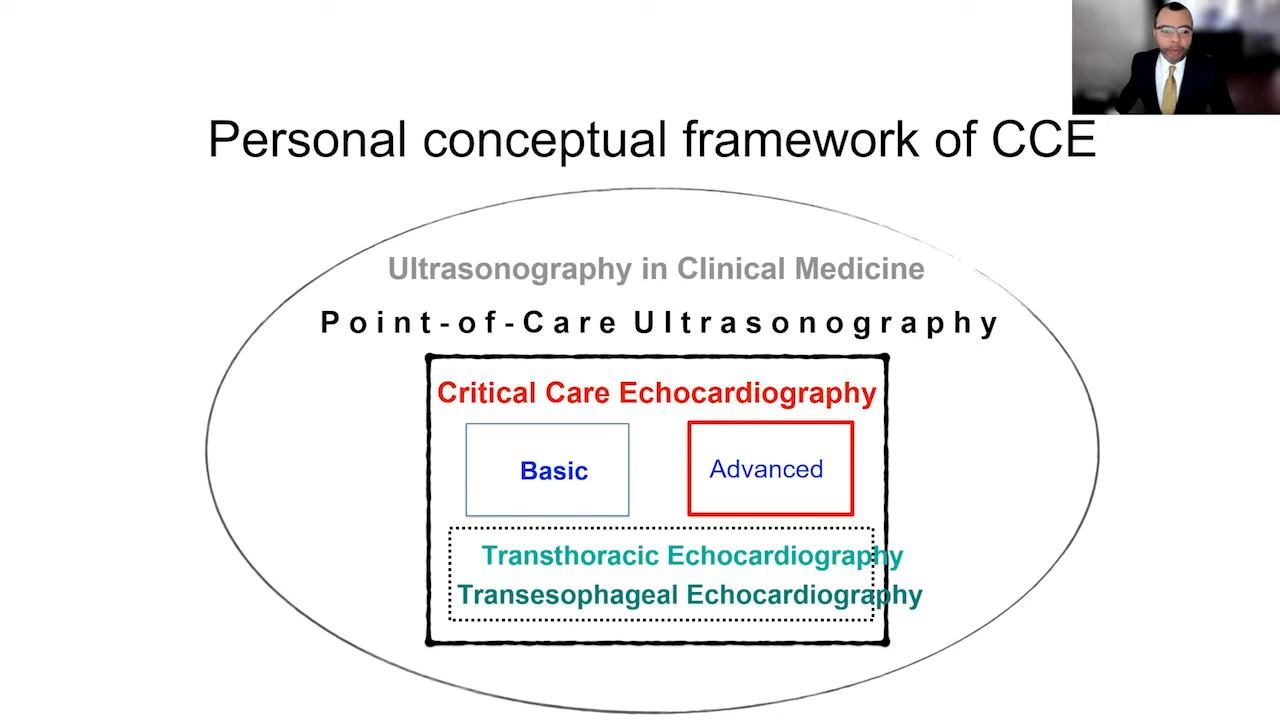 Personal conceptual framework of CCE
Ultrasonography in Clinical Medicine
Point-of-Care Ultrasonography
Critical Care Echocardiography
Basic
Advanced
Transthoracic Echocardiography
Transesophageal Echocardiography